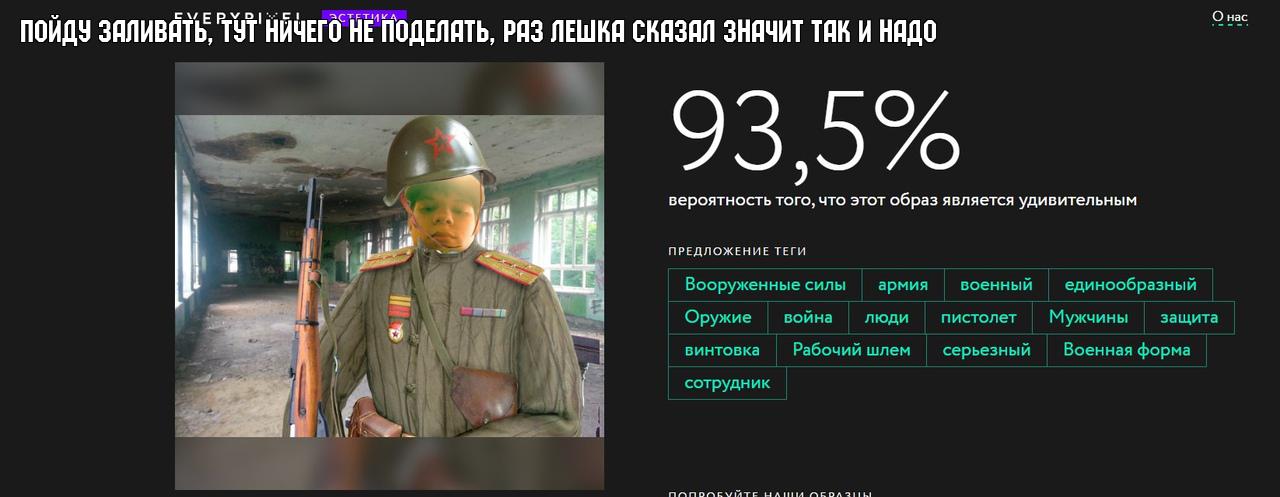 EVERYPIXEL ЭСТЕТИКА
О нас
ПОЙДУ ЗАЛИВАТЬ, ТУТ НИЧЕГО НЕ ПОДЕЛАТЬ, РАЗ ЛЕШКА СКАЗАЛ ЗНАЧИТ ТАК И НАДО
93,5%
вероятность того, что этот образ является удивительным
ПРЕДЛОЖЕНИЕ ТЕГИ
Вооруженные силы армия военный единообразный
Оружие война люди пистолет Мужчины защита
винтовка Рабочий шлем серьезный Военная форма
сотрудник
ПОПРОБУЙТЕ НАШИ ОБРАЗЦЫ